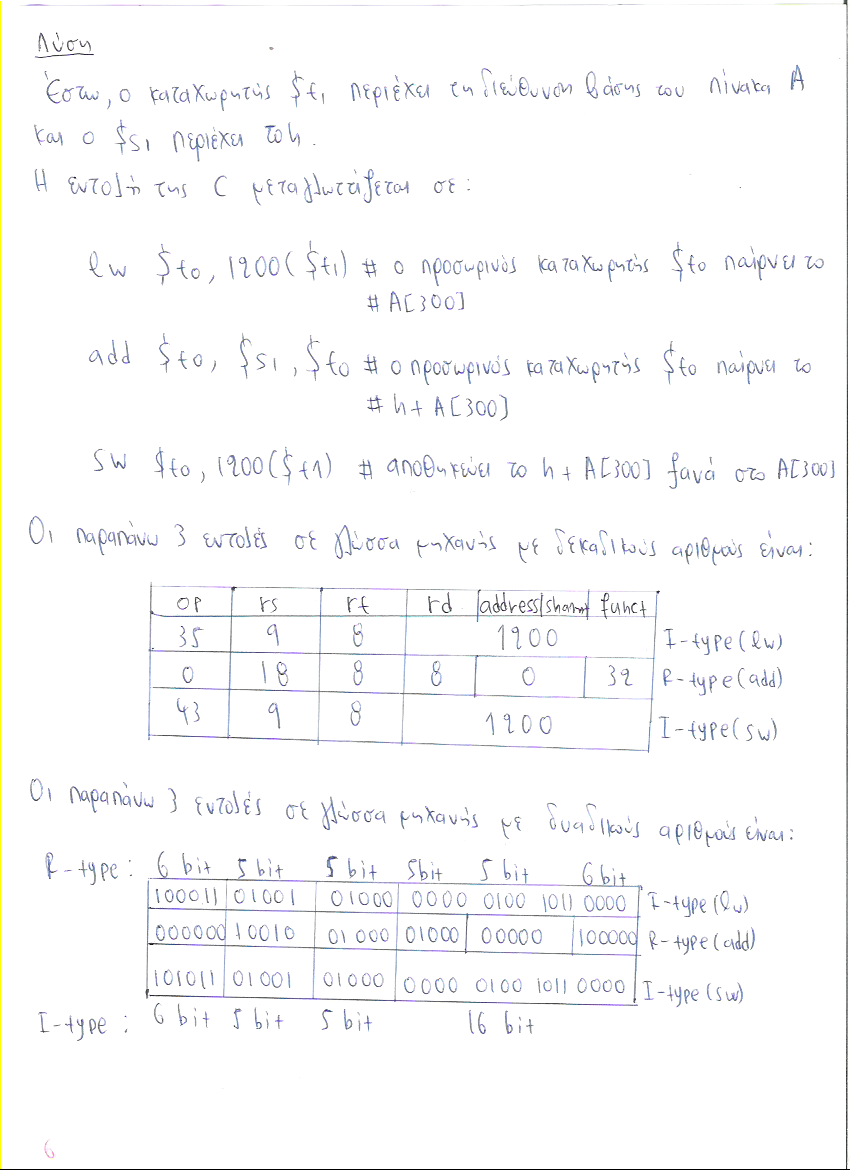 Λύση
Έστω, ο καταχωρητής $t1 περιέχει τη διεύθυνση βάσης του πίνακα A
και ο $s1 περιέχει το h.
Η εντολή της C μεταγλωττίζεται σε:
lw $t0, 1200($t1) # ο προσωρινός καταχωρητής $t0 παίρνει το
# A[300]
add $t0, $s1, $t0 # ο προσωρινός καταχωρητής $t0 παίρνει το
# h + A[300]
sw $t0, 1200($t1) # αποθηκεύει το h + A[300] ξανά στο A[300]
Οι παραπάνω 3 εντολές σε γλώσσα μηχανής με δεκαδικούς αριθμούς είναι:
op rs rt rd address/shamt funct
35 9 8 1200 I-type(lw)
0 18 8 8 0 32 R-type(add)
43 9 8 1200 I-type(sw)
Οι παραπάνω 3 εντολές σε γλώσσα μηχανής με δυαδικούς αριθμούς είναι:
R-type: 6 bit 5 bit 5 bit 5bit 5 bit 6 bit
100011 01001 01000 0000 0100 1011 0000 I-type(lw)
000000 10010 01000 01000 00000 100000 R-type(add)
101011 01001 01000 0000 0100 1011 0000 I-type(sw)
I-type: 6 bit 5 bit 5 bit 16 bit
6